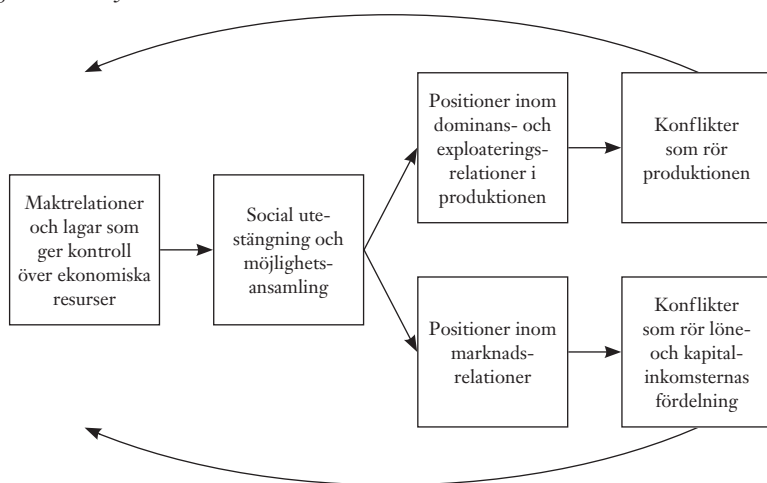 Maktrelationer
och lagar som
ger kontroll
över ekonomiska
resurser
Social ute-
stängning och
möjlighets-
ansamling
Positioner inom
dominans- och
exploaterings-
relationer i
produktionen
Konflikter
som rör
produktionen
Positioner inom
marknads-
relationer
Konflikter
som rör löne-
och kapital-
inkomsternas
fördelning